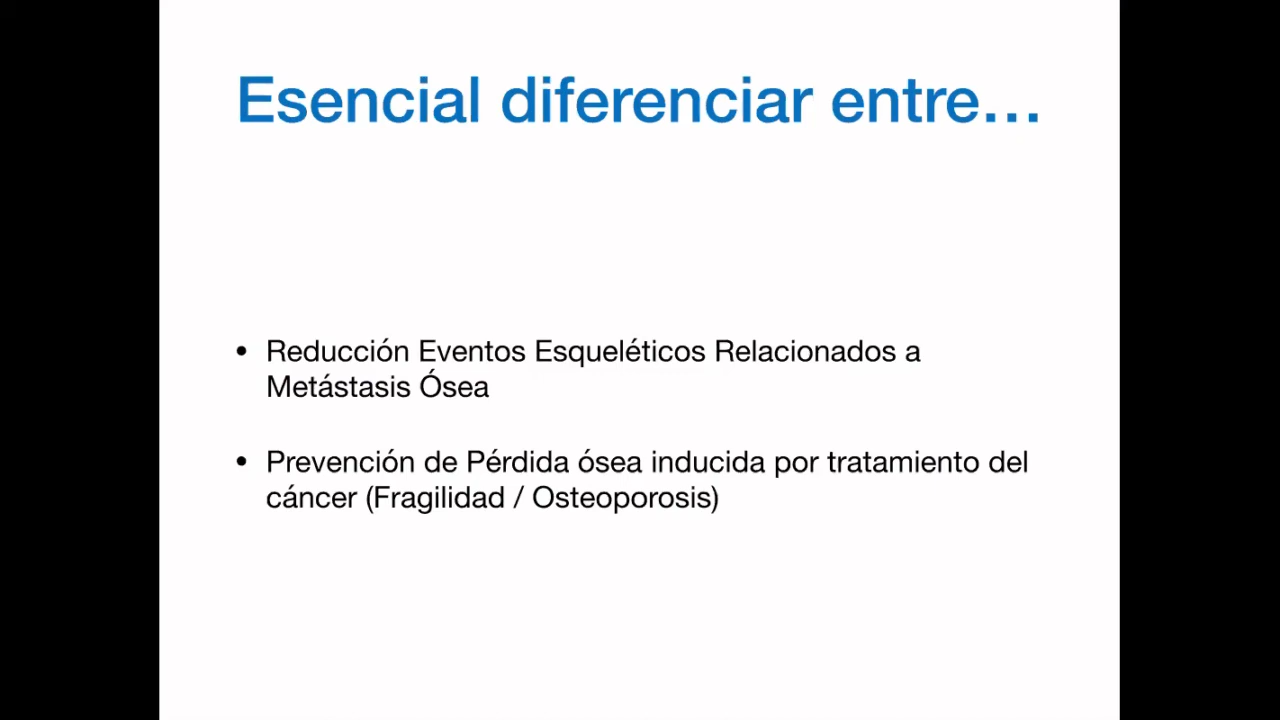 Esencial diferenciar entre…
• Reducción Eventos Esqueléticos Relacionados a
Metástasis Ósea
• Prevención de Pérdida ósea inducida por tratamiento del
cáncer (Fragilidad / Osteoporosis)